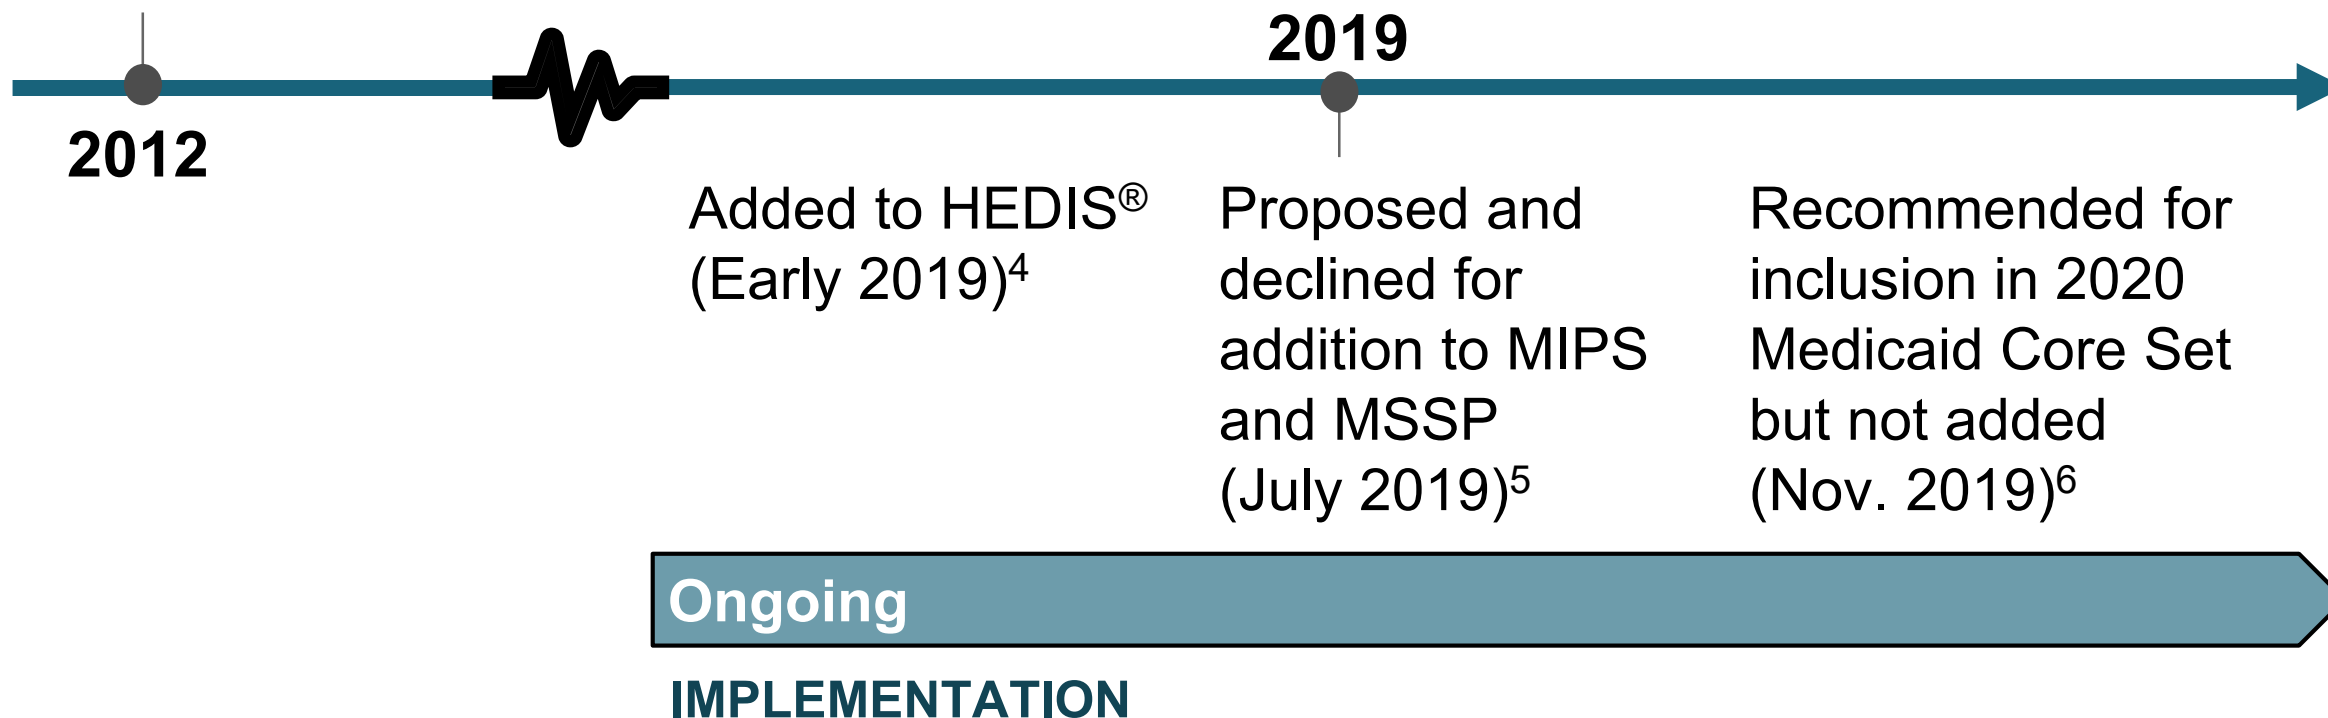 2019
2012
Added to HEDIS®
(Early 2019)4
Proposed and
declined for
addition to MIPS
and MSSP
(July 2019)5
Recommended for
inclusion in 2020
Medicaid Core Set
but not added
(Nov. 2019)6
Ongoing
IMPLEMENTATION